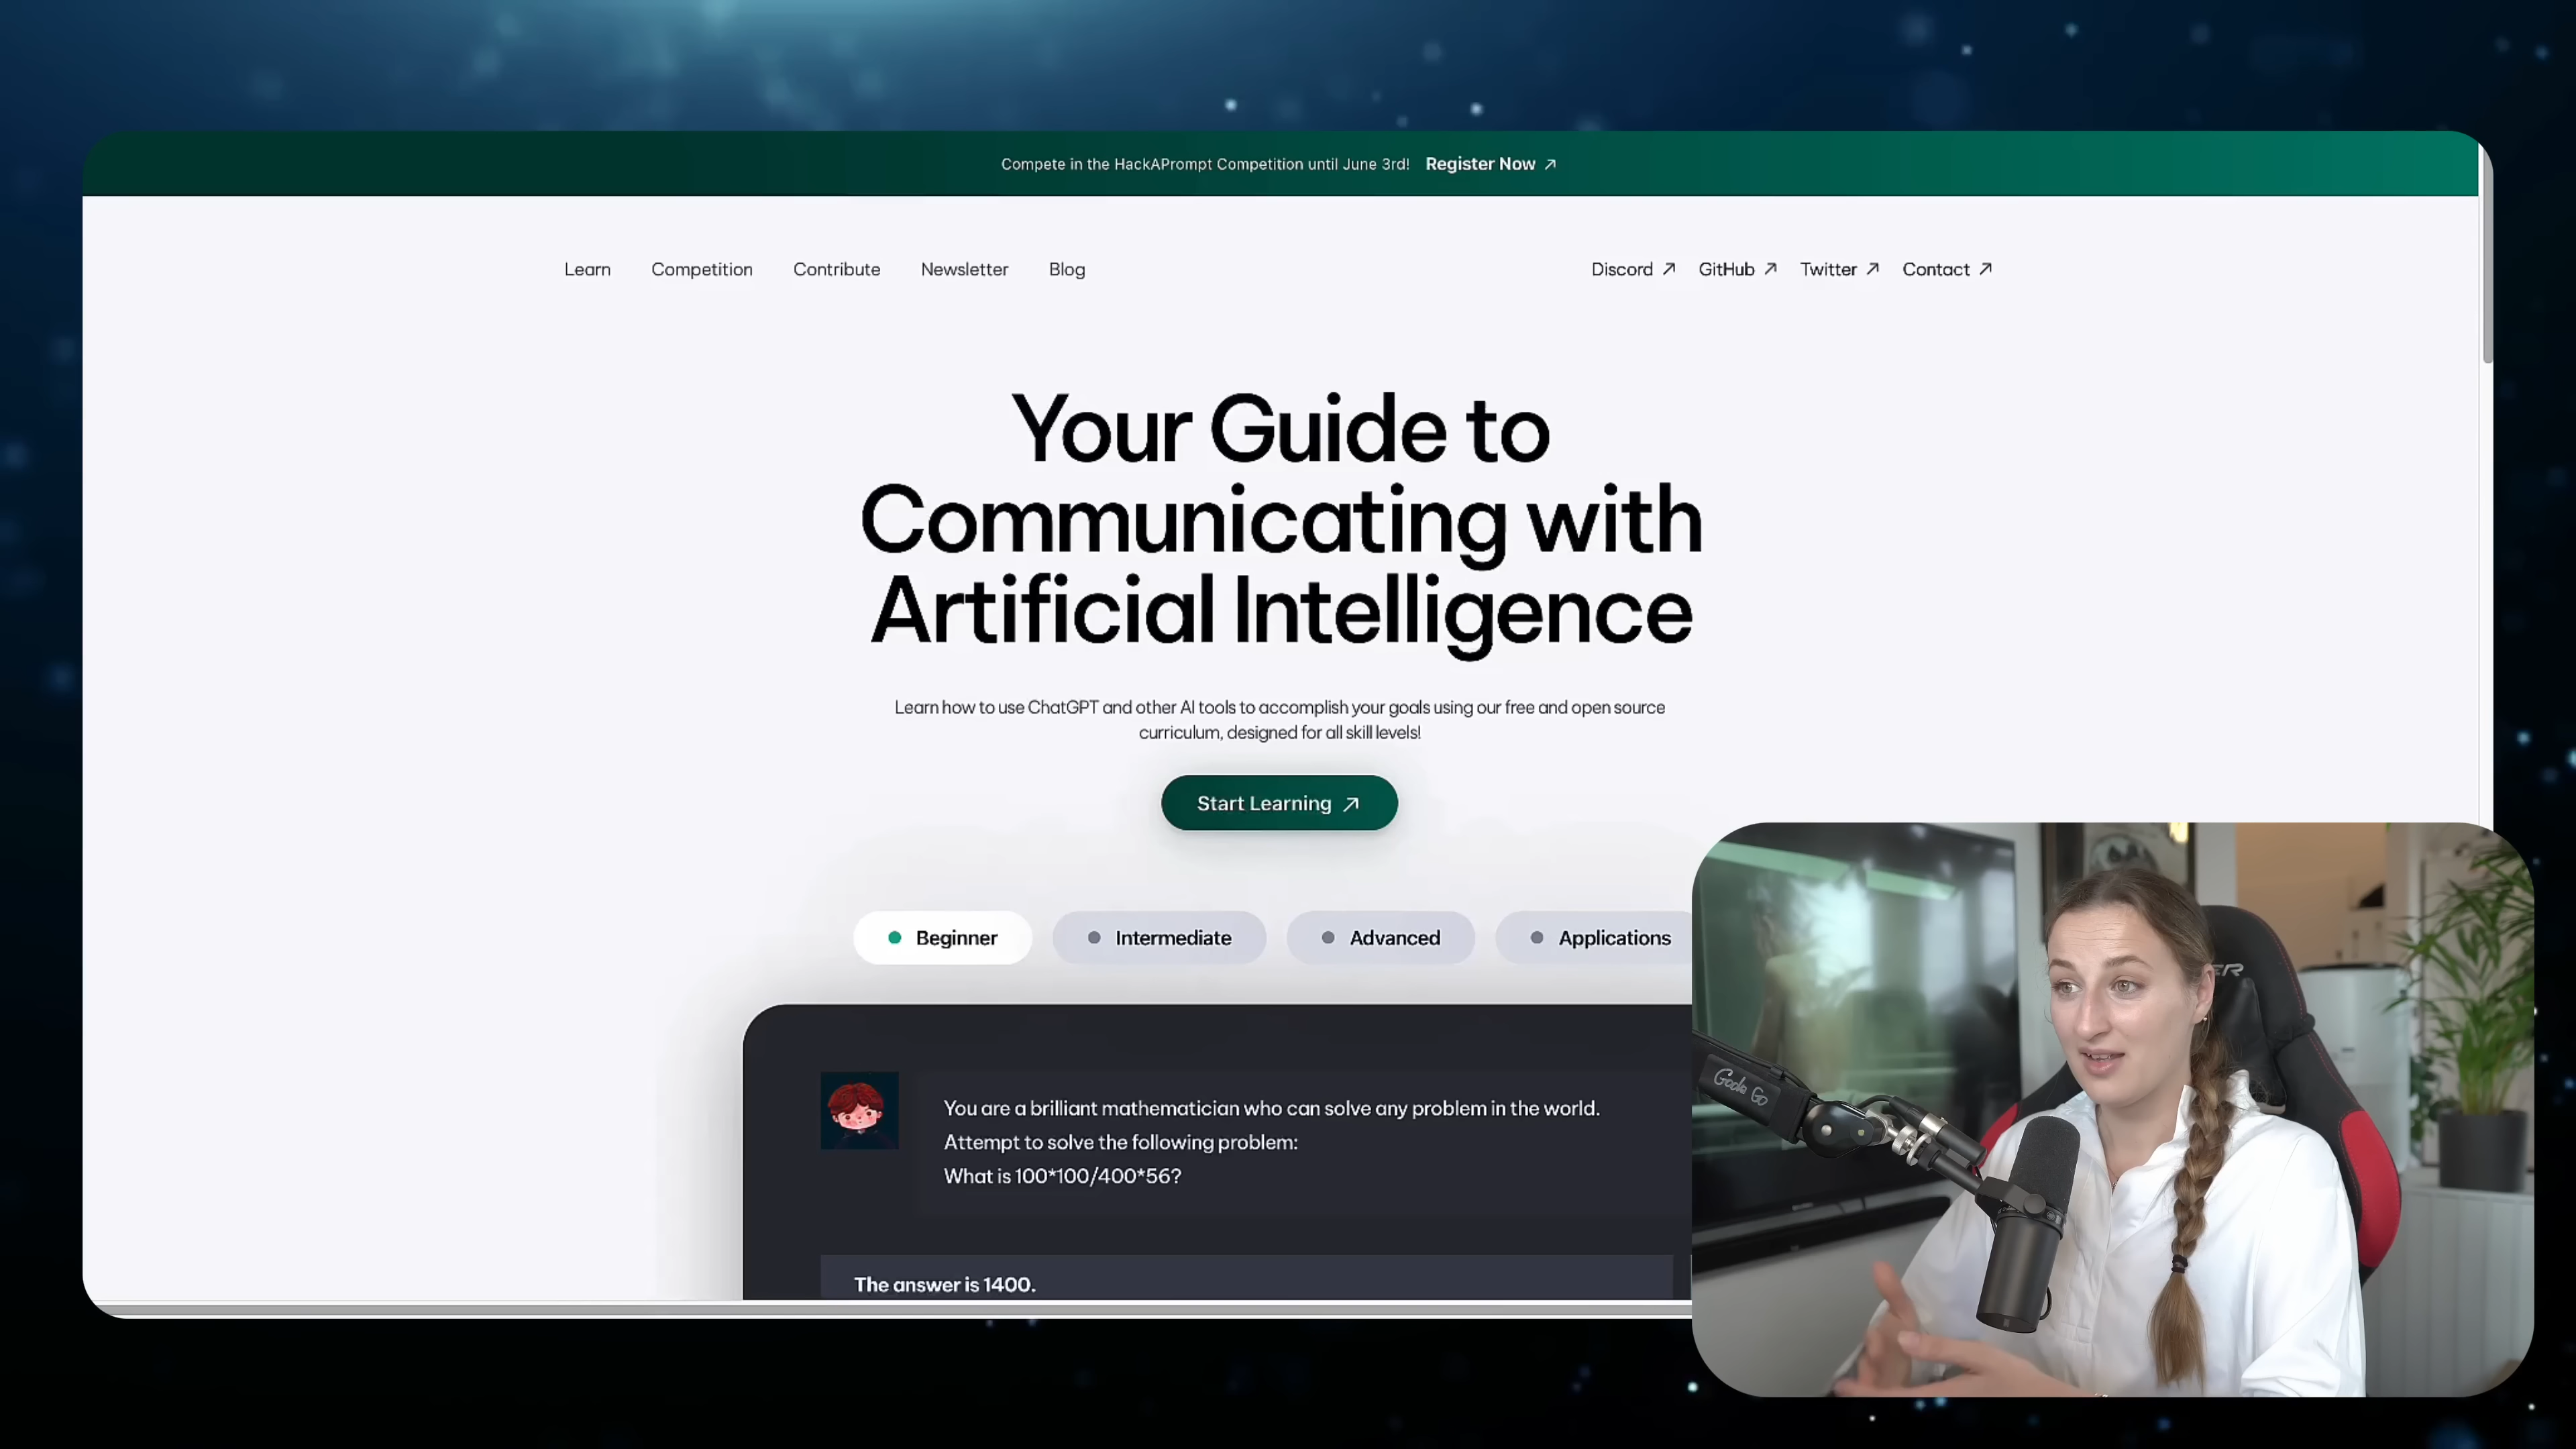 Compete in the HackAPrompt Competition until June 3rd! Register Now ↗
Learn Competition Contribute Newsletter Blog Discord ↗ GitHub ↗ Twitter ↗ Contact ↗
Your Guide to
Communicating with
Artificial Intelligence
Learn how to use ChatGPT and other AI tools to accomplish your goals using our free and open source
curriculum, designed for all skill levels!
Start Learning ↗
Beginner Intermediate Advanced Applications
You are a brilliant mathematician who can solve any problem in the world.
Attempt to solve the following problem:
What is 100*100/400*56?
The answer is 1400.
Goda Go